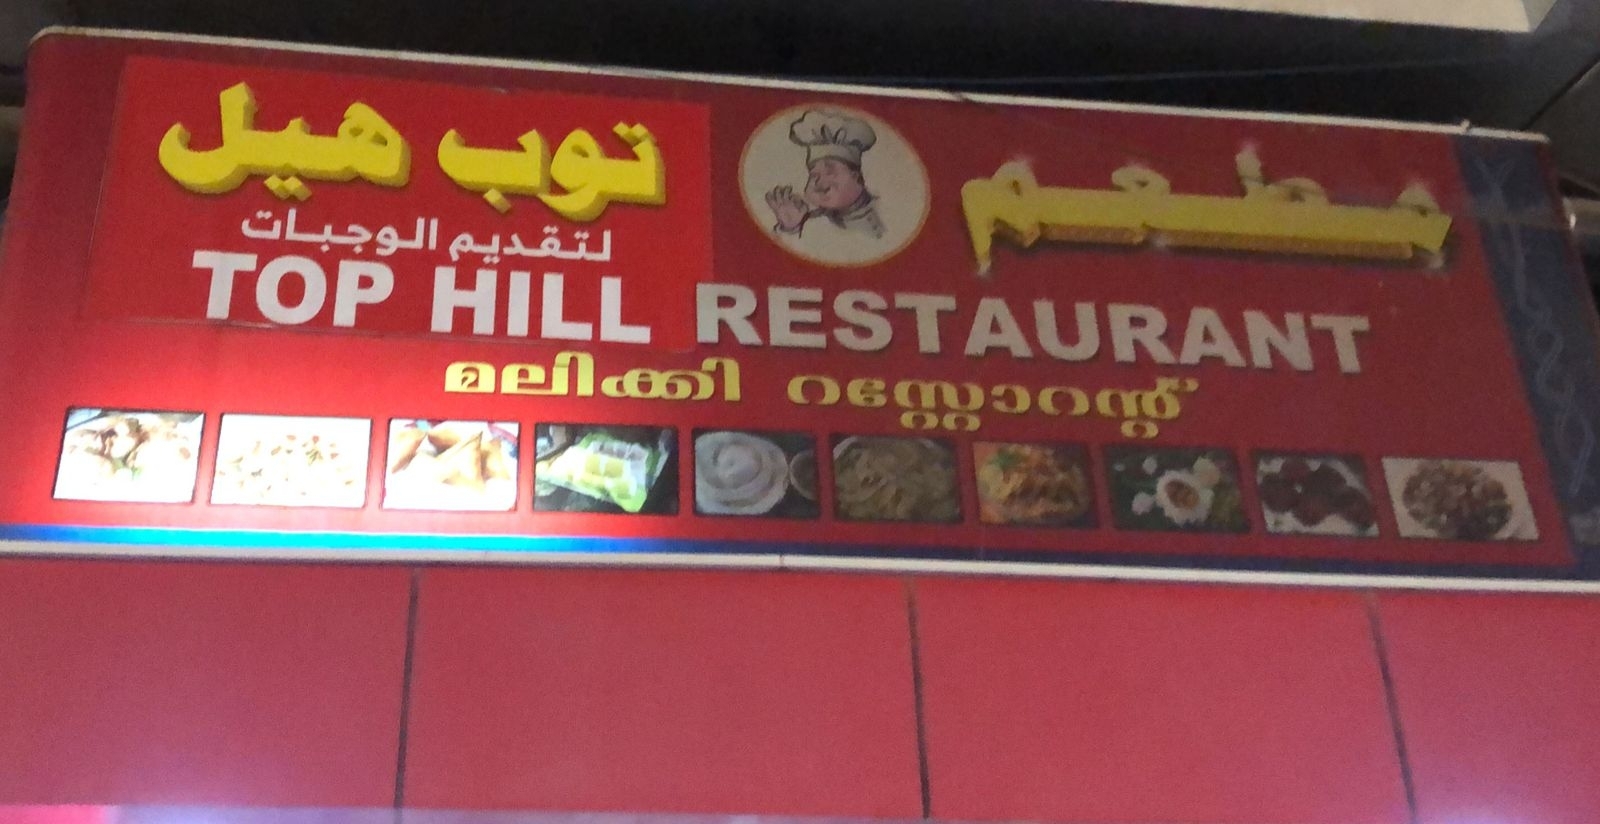 مطعم توب هيل
لتقديم الوجبات
TOP HILL RESTAURANT
മലിക്കി റസ്റ്റോറന്റ്